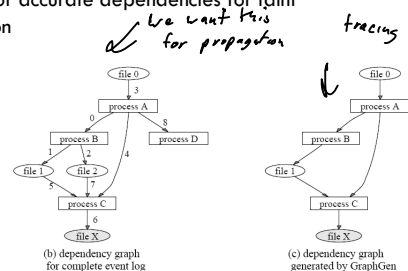 or accurate dependencies for taint
on
we want this
for propagation
tracing
file 0
3
process A
0
8
process B
process D
1
2
4
file 1
file 2
5
7
process C
6
file X
(b) dependency graph
for complete event log
file 0
process A
process B
file 1
process C
file X
(c) dependency graph
generated by GraphGen